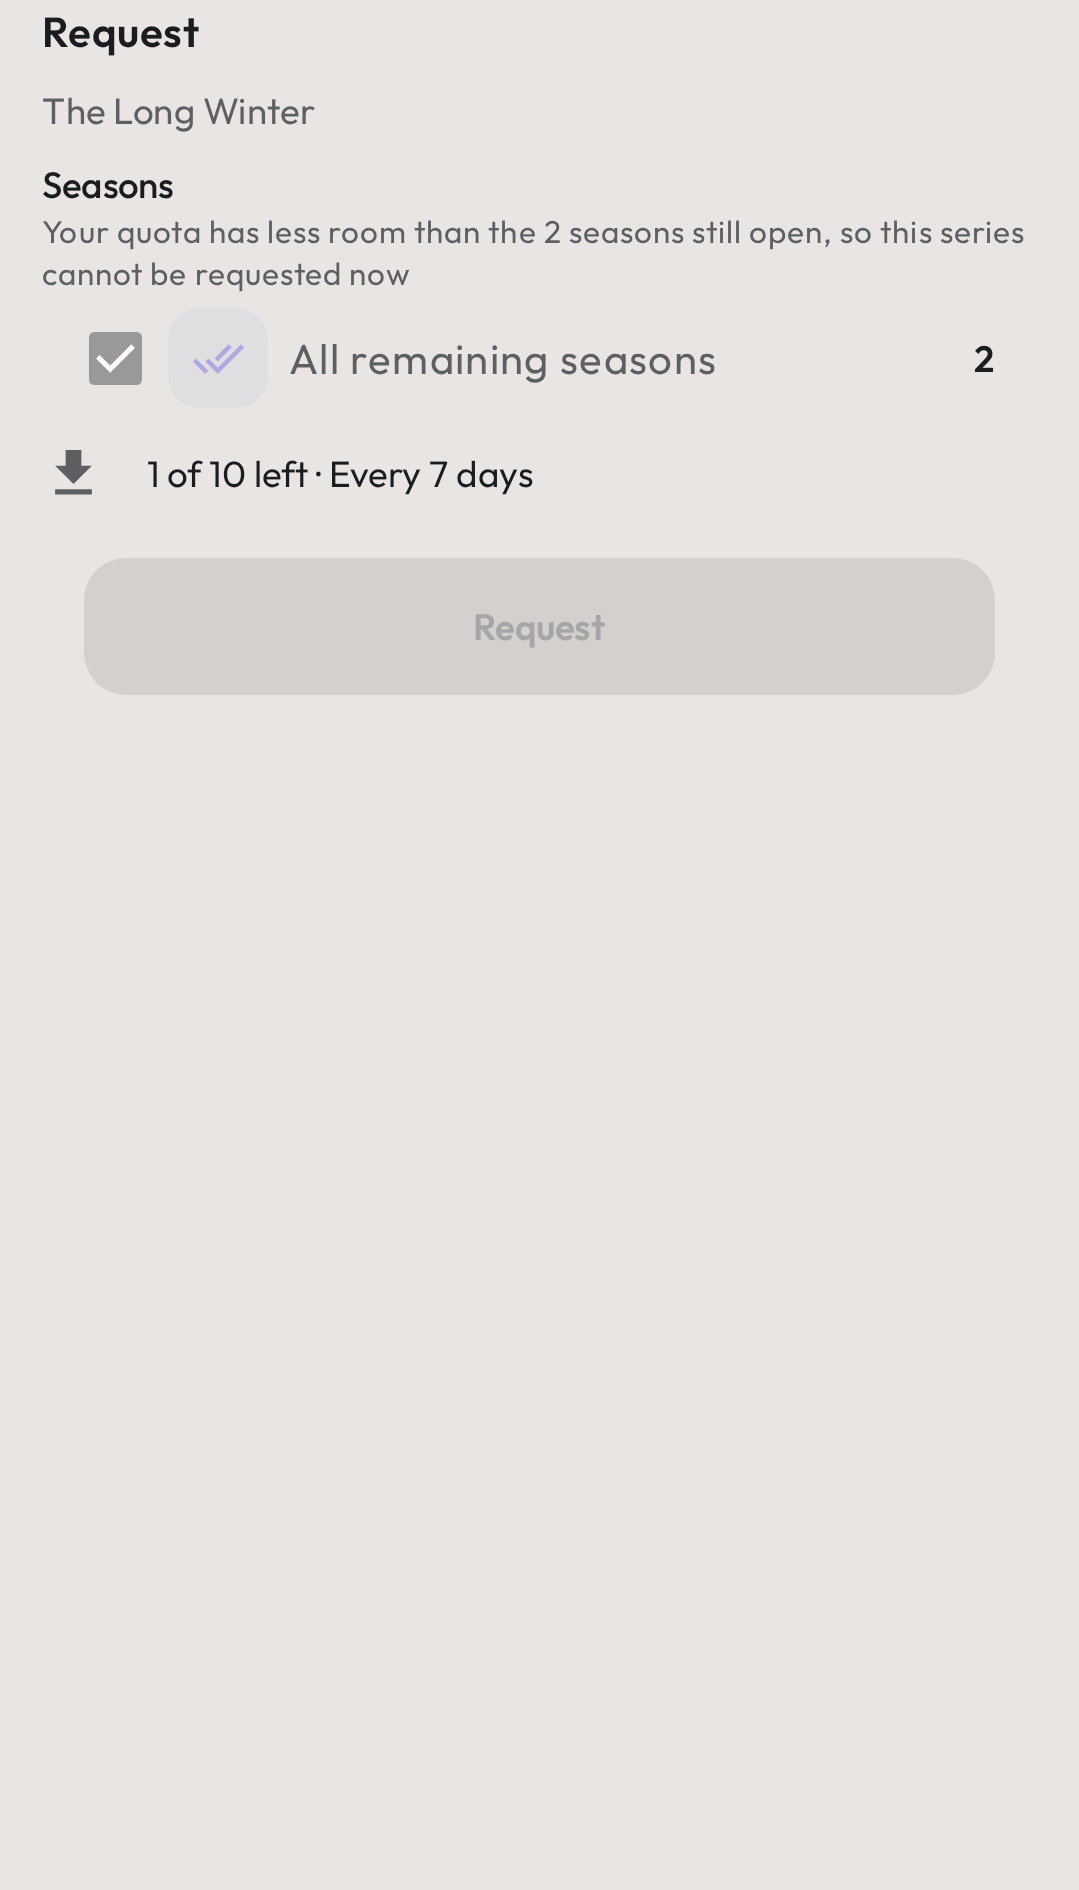 Request
The Long Winter
Seasons
Your quota has less room than the 2 seasons still open, so this series
cannot be requested now
All remaining seasons 2
1 of 10 left · Every 7 days
Request